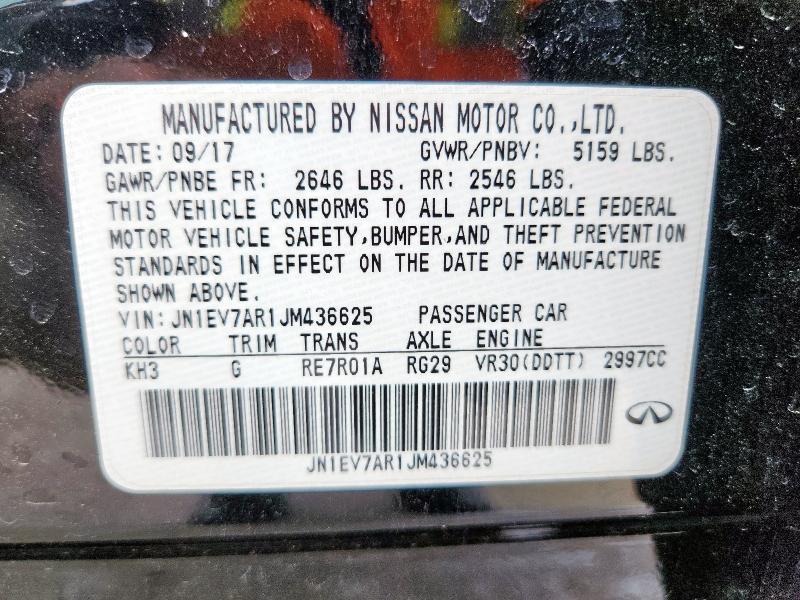 MANUFACTURED BY NISSAN MOTOR CO.,LTD.
DATE: 09/17 GVWR/PNBV: 5159 LBS.
GAWR/PNBE FR: 2646 LBS. RR: 2546 LBS.
THIS VEHICLE CONFORMS TO ALL APPLICABLE FEDERAL
MOTOR VEHICLE SAFETY,BUMPER,AND THEFT PREVENTION
STANDARDS IN EFFECT ON THE DATE OF MANUFACTURE
SHOWN ABOVE.
VIN: JN1EV7AR1JM436625 PASSENGER CAR
COLOR TRIM TRANS AXLE ENGINE
KH3 G RE7R01A RG29 VR30(DDTT) 2997CC
JN1EV7AR1JM436625